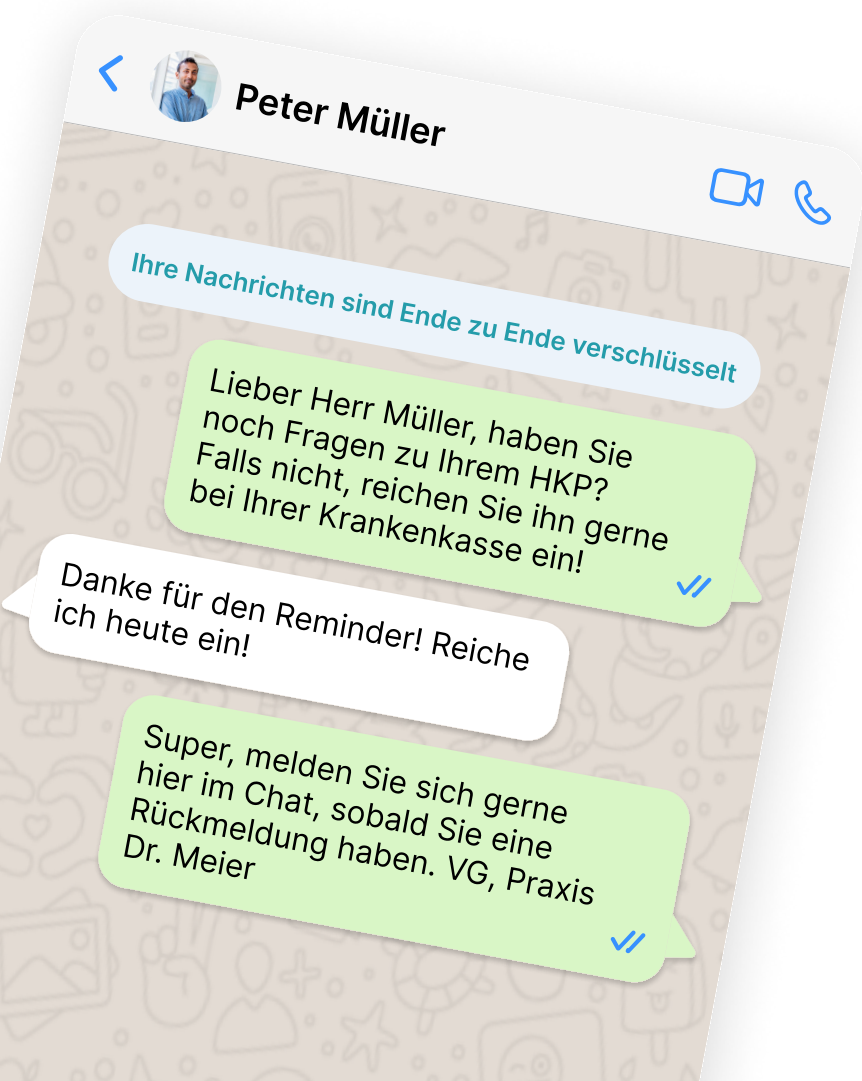 Peter Müller
Ihre Nachrichten sind Ende zu Ende verschlüsselt
Lieber Herr Müller, haben Sie
noch Fragen zu Ihrem HKP?
Falls nicht, reichen Sie ihn gerne
bei Ihrer Krankenkasse ein!
Danke für den Reminder! Reiche
ich heute ein!
Super, melden Sie sich gerne
hier im Chat, sobald Sie eine
Rückmeldung haben. VG, Praxis
Dr. Meier